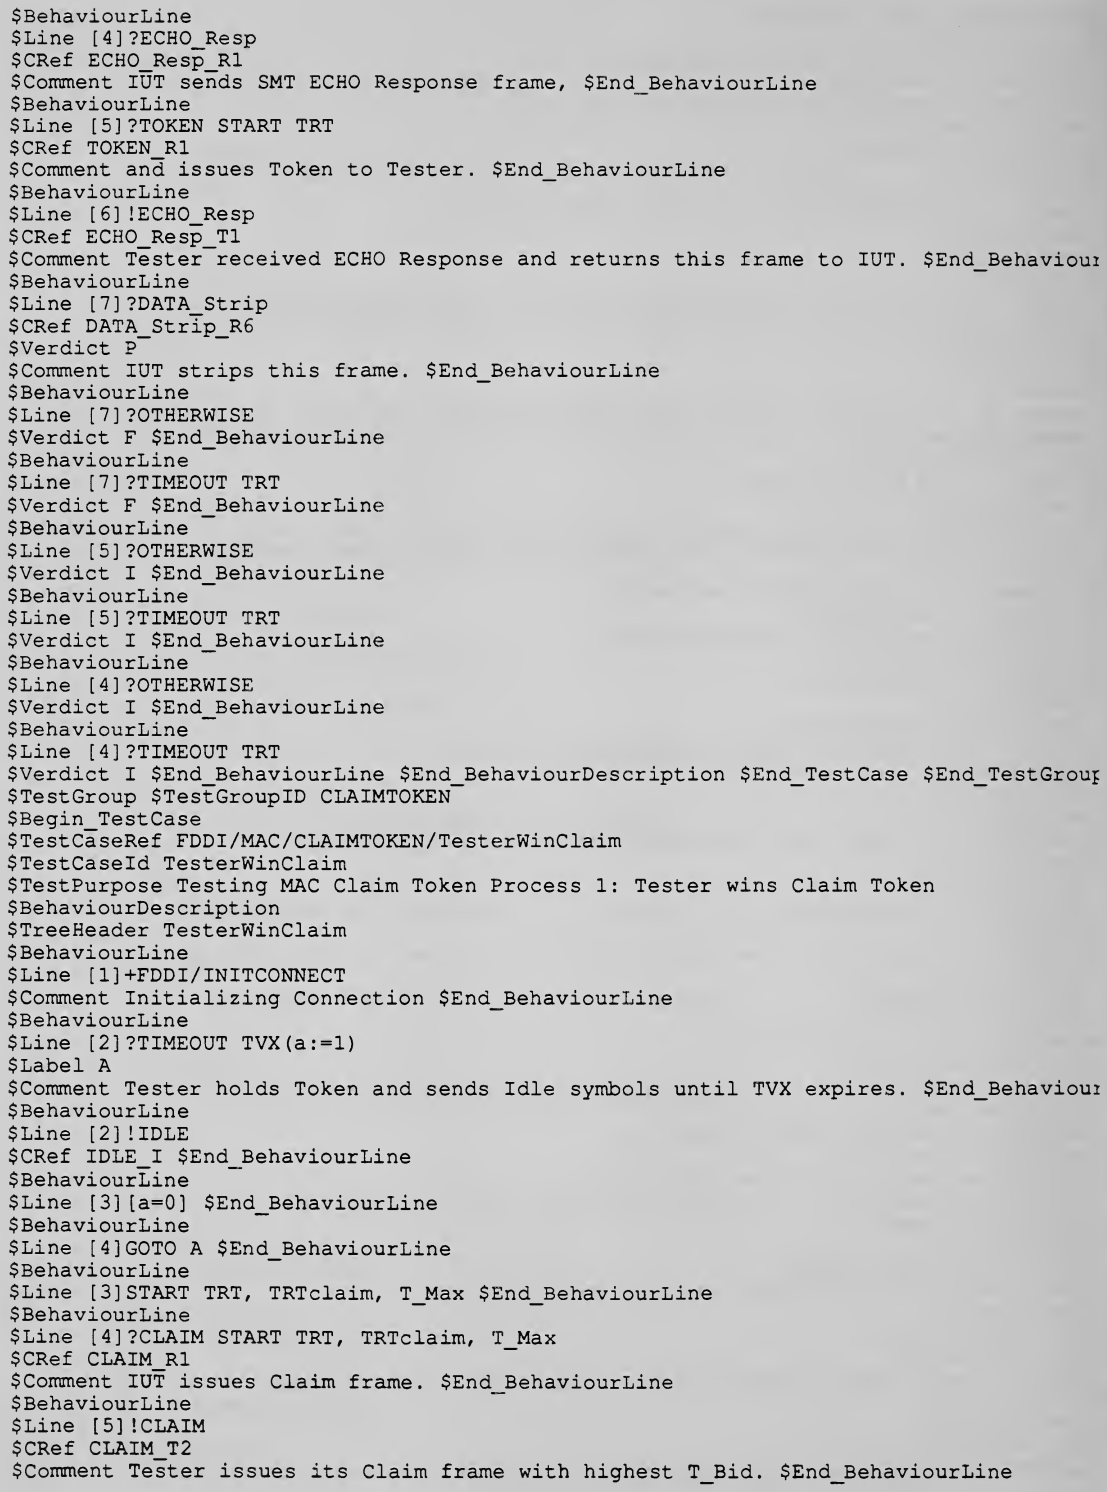 $BehaviourLine
$Line [4]?ECHO_Resp
$CRef ECHO_Resp_R1
$Comment IUT sends SMT ECHO Response frame, $End_BehaviourLine
$BehaviourLine
$Line [5]?TOKEN START TRT
$CRef TOKEN_R1
$Comment and issues Token to Tester. $End_BehaviourLine
$BehaviourLine
$Line [6]!ECHO_Resp
$CRef ECHO_Resp_T1
$Comment Tester received ECHO Response and returns this frame to IUT. $End_Behaviour
$BehaviourLine
$Line [7]?DATA_Strip
$CRef DATA_Strip_R6
$Verdict P
$Comment IUT strips this frame. $End_BehaviourLine
$BehaviourLine
$Line [7]?OTHERWISE
$Verdict F $End_BehaviourLine
$BehaviourLine
$Line [7]?TIMEOUT TRT
$Verdict F $End_BehaviourLine
$BehaviourLine
$Line [5]?OTHERWISE
$Verdict I $End_BehaviourLine
$BehaviourLine
$Line [5]?TIMEOUT TRT
$Verdict I $End_BehaviourLine
$BehaviourLine
$Line [4]?OTHERWISE
$Verdict I $End_BehaviourLine
$BehaviourLine
$Line [4]?TIMEOUT TRT
$Verdict I $End_BehaviourLine $End_BehaviourDescription $End_TestCase $End_TestGroup
$TestGroup $TestGroupID CLAIMTOKEN
$Begin_TestCase
$TestCaseRef FDDI/MAC/CLAIMTOKEN/TesterWinClaim
$TestCaseId TesterWinClaim
$TestPurpose Testing MAC Claim Token Process 1: Tester wins Claim Token
$BehaviourDescription
$TreeHeader TesterWinClaim
$BehaviourLine
$Line [1]+FDDI/INITCONNECT
$Comment Initializing Connection $End_BehaviourLine
$BehaviourLine
$Line [2]?TIMEOUT TVX(a:=1)
$Label A
$Comment Tester holds Token and sends Idle symbols until TVX expires. $End_Behaviour
$BehaviourLine
$Line [2]!IDLE
$CRef IDLE_I $End_BehaviourLine
$BehaviourLine
$Line [3][a=0] $End_BehaviourLine
$BehaviourLine
$Line [4]GOTO A $End_BehaviourLine
$BehaviourLine
$Line [3]START TRT, TRTclaim, T_Max $End_BehaviourLine
$BehaviourLine
$Line [4]?CLAIM START TRT, TRTclaim, T_Max
$CRef CLAIM_R1
$Comment IUT issues Claim frame. $End_BehaviourLine
$BehaviourLine
$Line [5]!CLAIM
$CRef CLAIM_T2
$Comment Tester issues its Claim frame with highest T_Bid. $End_BehaviourLine